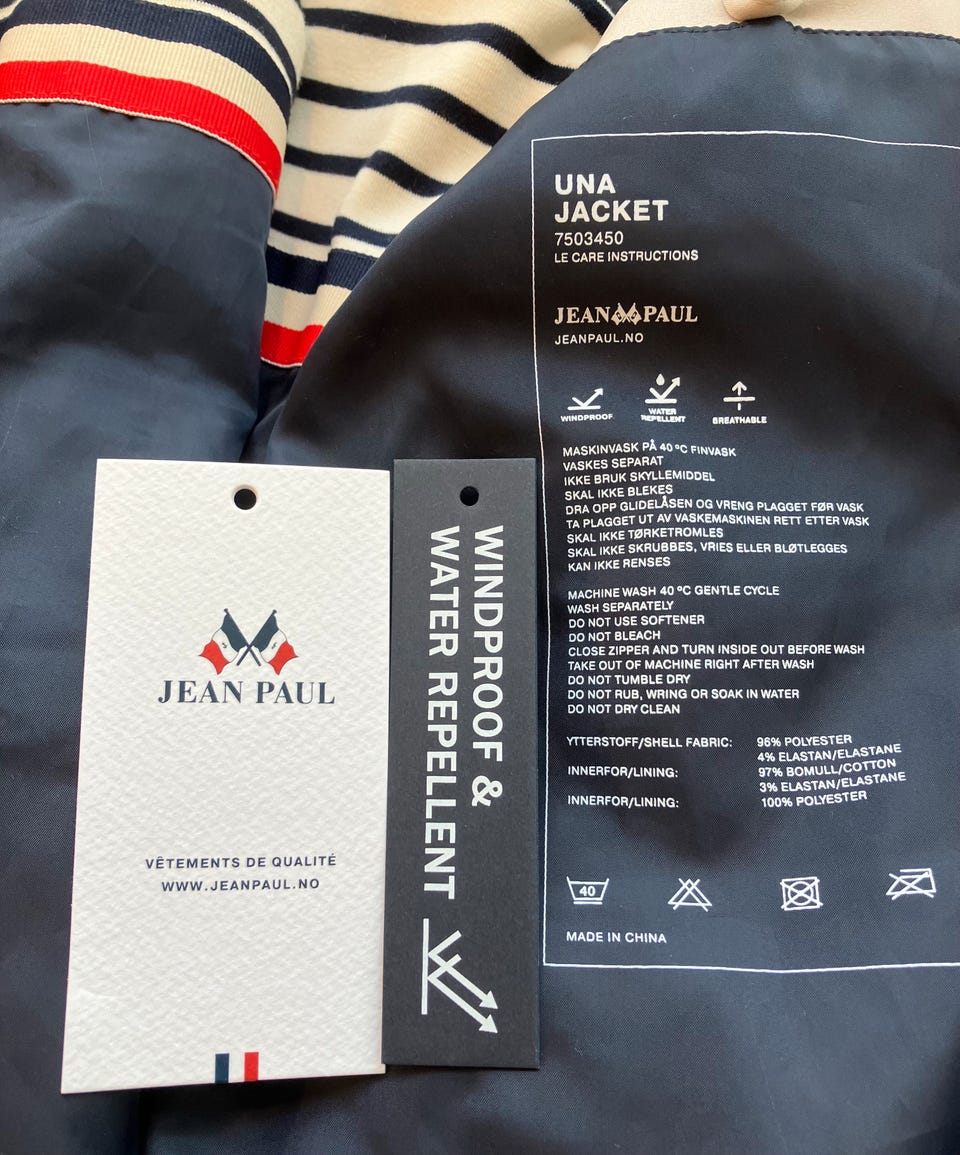 UNA
JACKET
7503450
LE CARE INSTRUCTIONS
JEAN PAUL
JEANPAUL.NO
WINDPROOF
WATER
REPELLENT
BREATHABLE
MASKINVASK PÅ 40 °C FINVASK
VASKES SEPARAT
IKKE BRUK SKYLLEMIDDEL
SKAL IKKE BLEKES
DRA OPP GLIDELÅSEN OG VRENG PLAGGET FØR VASK
TA PLAGGET UT AV VASKEMASKINEN RETT ETTER VASK
SKAL IKKE TØRKETROMLES
SKAL IKKE SKRUBBES, VRIES ELLER BLØTLEGGES
KAN IKKE RENSES
MACHINE WASH 40 °C GENTLE CYCLE
WASH SEPARATELY
DO NOT USE SOFTENER
DO NOT BLEACH
CLOSE ZIPPER AND TURN INSIDE OUT BEFORE WASH
TAKE OUT OF MACHINE RIGHT AFTER WASH
DO NOT TUMBLE DRY
DO NOT RUB, WRING OR SOAK IN WATER
DO NOT DRY CLEAN
YTTERSTOFF/SHELL FABRIC: 96% POLYESTER
4% ELASTAN/ELASTANE
INNERFOR/LINING: 97% BOMULL/COTTON
3% ELASTAN/ELASTANE
INNERFOR/LINING: 100% POLYESTER
40
MADE IN CHINA
JEAN PAUL
VÊTEMENTS DE QUALITÉ
WWW.JEANPAUL.NO
WINDPROOF &
WATER REPELLENT